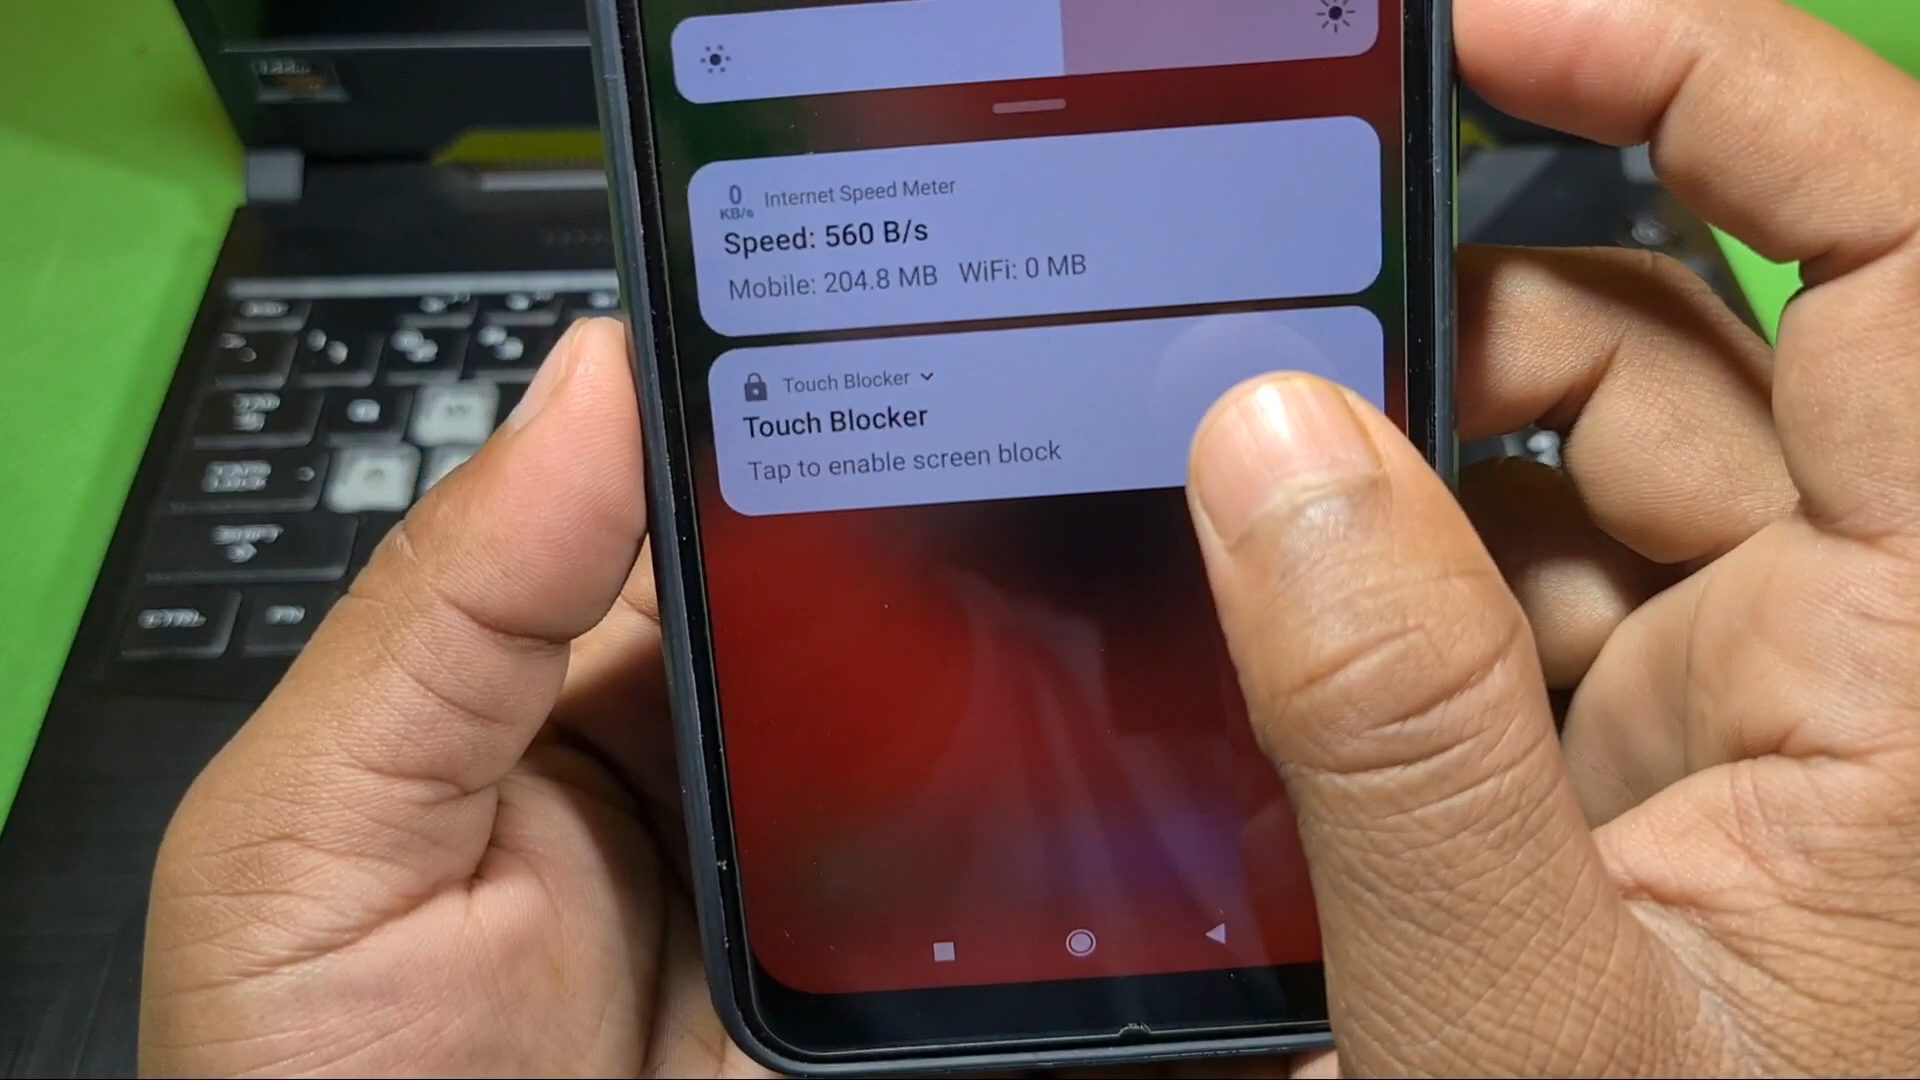 0
KB/s
Internet Speed Meter
Speed: 560 B/s
Mobile: 204.8 MB WiFi: 0 MB
Touch Blocker
Touch Blocker
Tap to enable screen block